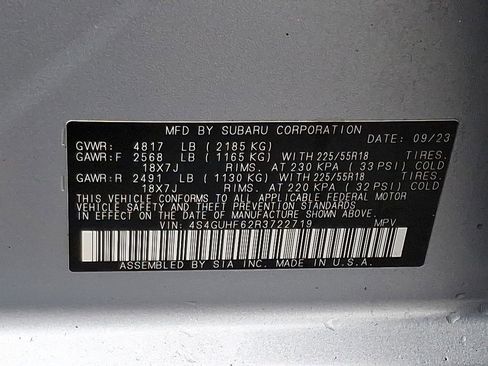 MFD BY SUBARU CORPORATION
GVWR: 4817 LB ( 2185 KG) DATE: 09/23
GAWR:F 2568 LB ( 1165 KG) WITH 225/55R18 TIRES.
18X7J RIMS. AT 230 KPA ( 33 PSI) COLD
GAWR:R 2491 LB ( 1130 KG) WITH 225/55R18 TIRES.
18X7J RIMS. AT 220 KPA ( 32 PSI) COLD
THIS VEHICLE CONFORMS TO ALL APPLICABLE FEDERAL MOTOR
VEHICLE SAFETY AND THEFT PREVENTION STANDARDS
IN EFFECT ON THE DATE OF MANUFACTURE SHOWN ABOVE.
VIN: 4S4GUHF62R3722719 MPV
ASSEMBLED BY SIA INC. MADE IN U.S.A.